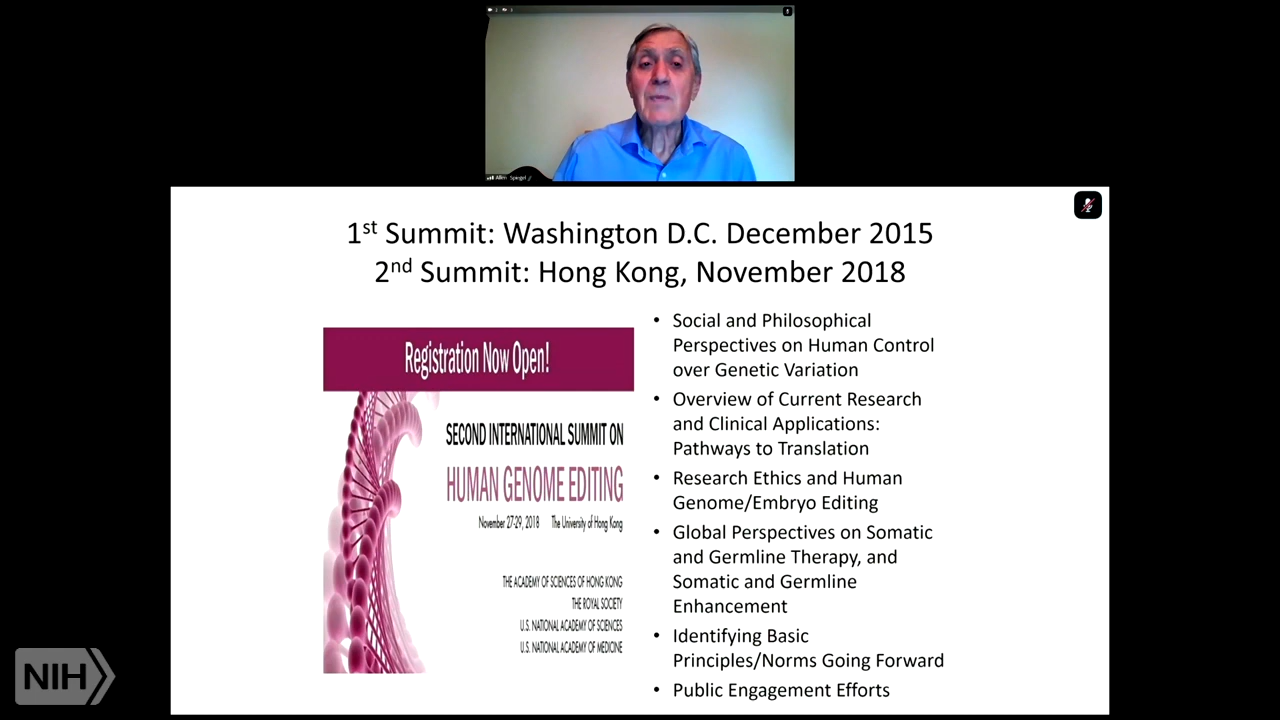 Allen Spiegel
1st Summit: Washington D.C. December 2015
2nd Summit: Hong Kong, November 2018
Registration Now Open!
SECOND INTERNATIONAL SUMMIT ON
HUMAN GENOME EDITING
November 27-29, 2018 The University of Hong Kong
THE ACADEMY OF SCIENCES OF HONG KONG
THE ROYAL SOCIETY
U.S. NATIONAL ACADEMY OF SCIENCES
U.S. NATIONAL ACADEMY OF MEDICINE
• Social and Philosophical
Perspectives on Human Control
over Genetic Variation
• Overview of Current Research
and Clinical Applications:
Pathways to Translation
• Research Ethics and Human
Genome/Embryo Editing
• Global Perspectives on Somatic
and Germline Therapy, and
Somatic and Germline
Enhancement
• Identifying Basic
Principles/Norms Going Forward
• Public Engagement Efforts
NIH